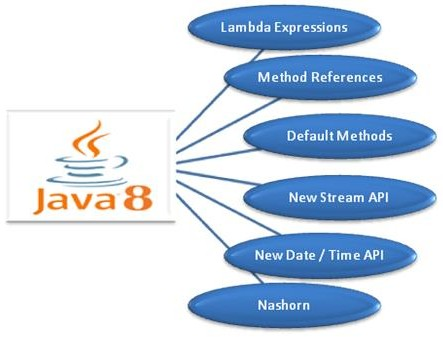 Lambda Expressions
Method References
Default Methods
Java 8
New Stream API
New Date / Time API
Nashorn